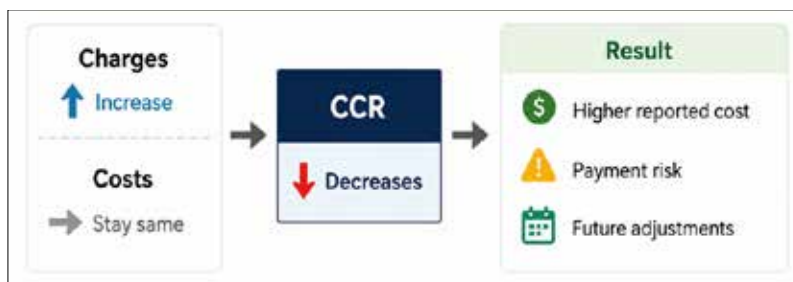 Charges
Increase
Costs
Stay same
CCR
Decreases
Result
$
Higher reported cost
!
Payment risk
Future adjustments